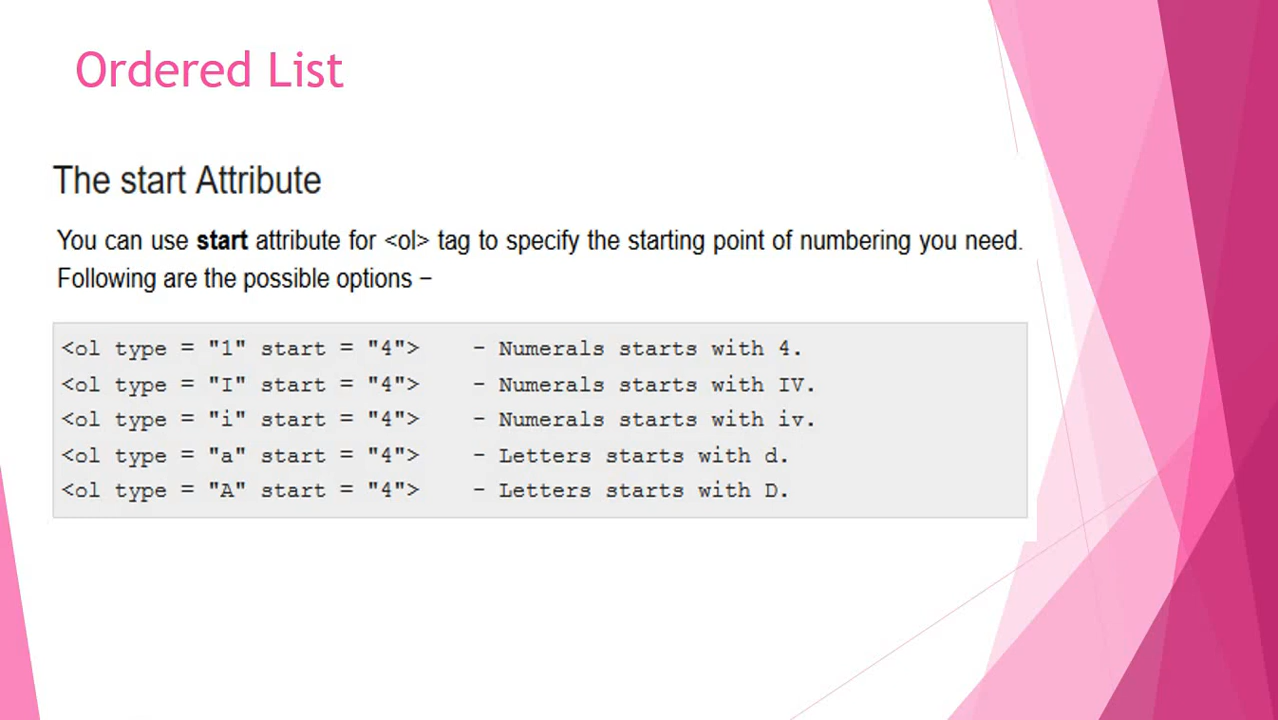 Ordered List
The start Attribute
You can use start attribute for <ol> tag to specify the starting point of numbering you need.
Following are the possible options −
<ol type = "1" start = "4">    - Numerals starts with 4.
<ol type = "I" start = "4">    - Numerals starts with IV.
<ol type = "i" start = "4">    - Numerals starts with iv.
<ol type = "a" start = "4">    - Letters starts with d.
<ol type = "A" start = "4">    - Letters starts with D.